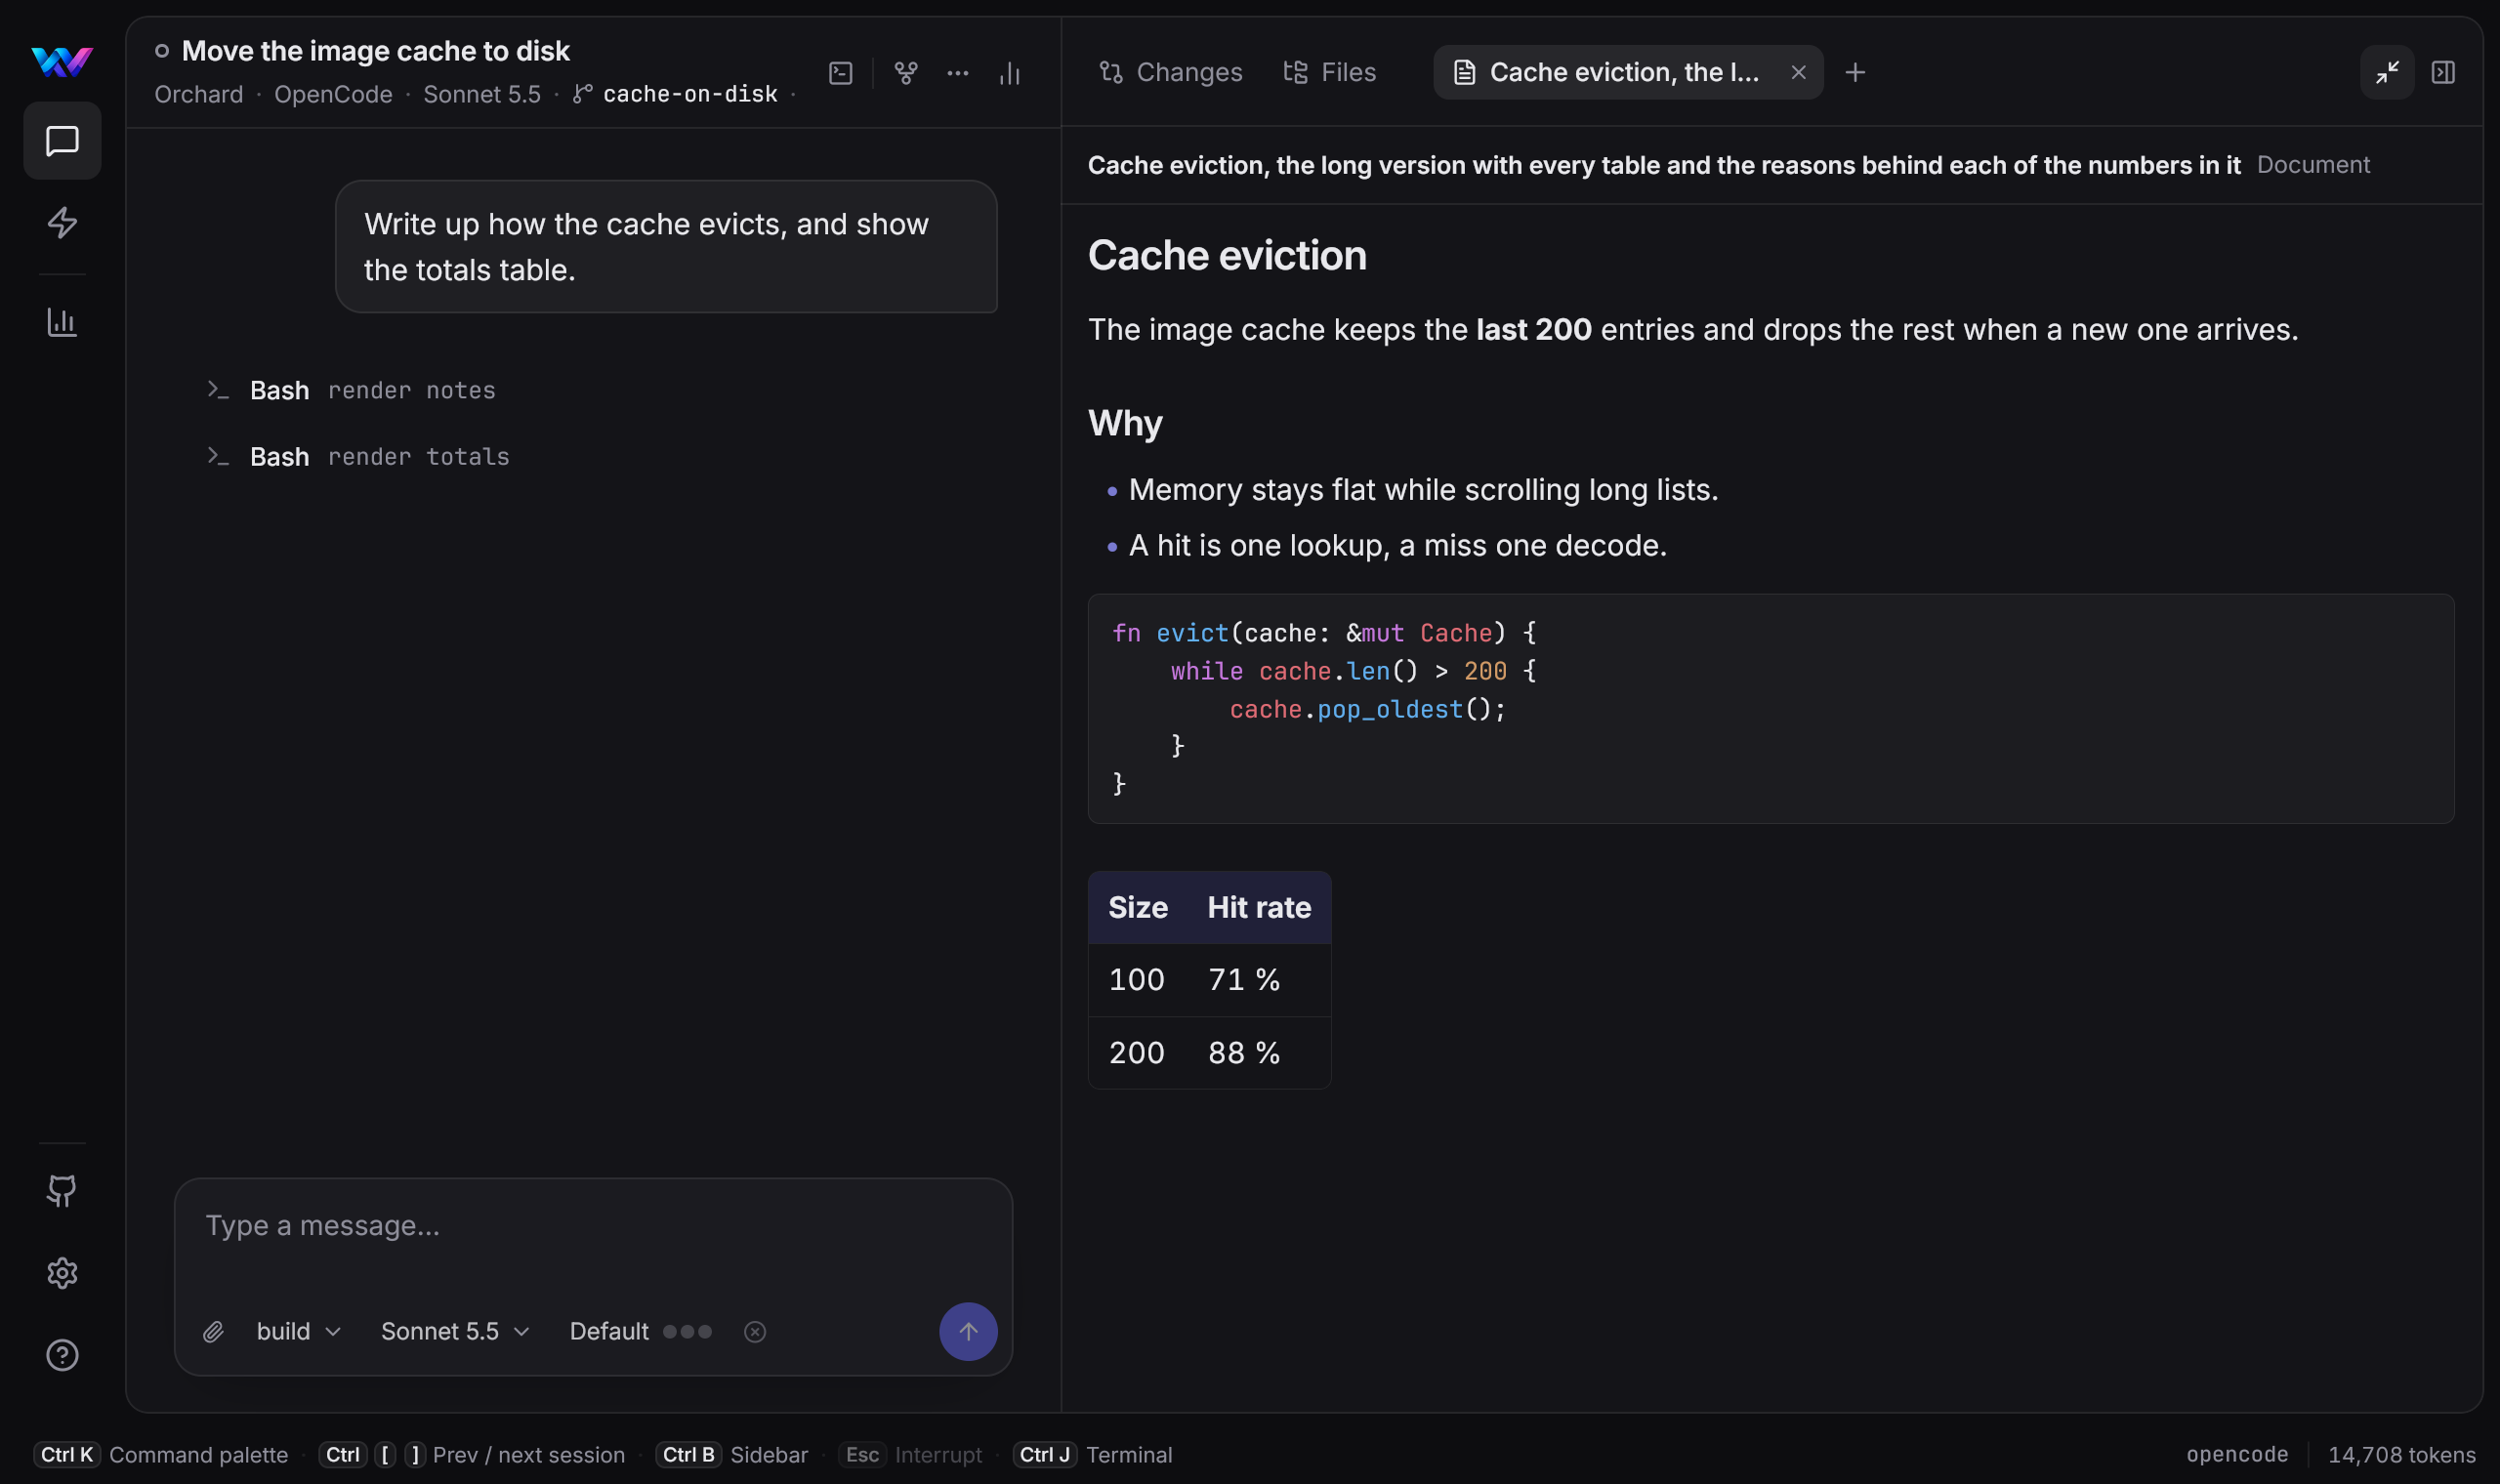 Move the image cache to disk
Orchard · OpenCode · Sonnet 5.5 · cache-on-disk ·
Write up how the cache evicts, and show
the totals table.
>_ Bash render notes
>_ Bash render totals
Type a message...
build
Sonnet 5.5
Default
Changes
Files
Cache eviction, the l...
Cache eviction, the long version with every table and the reasons behind each of the numbers in it Document
Cache eviction
The image cache keeps the last 200 entries and drops the rest when a new one arrives.
Why
• Memory stays flat while scrolling long lists.
• A hit is one lookup, a miss one decode.
fn evict(cache: &mut Cache) {
    while cache.len() > 200 {
        cache.pop_oldest();
    }
}
Size Hit rate
100 71 %
200 88 %
Ctrl K Command palette · Ctrl [ ] Prev / next session · Ctrl B Sidebar · Esc Interrupt · Ctrl J Terminal
opencode 14,708 tokens